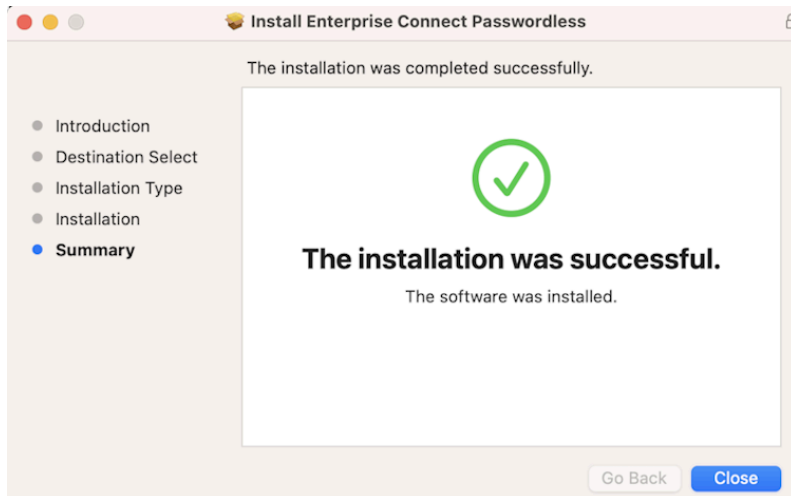 Install Enterprise Connect Passwordless
The installation was completed successfully.
Introduction
Destination Select
Installation Type
Installation
Summary
The installation was successful.
The software was installed.
Go Back
Close